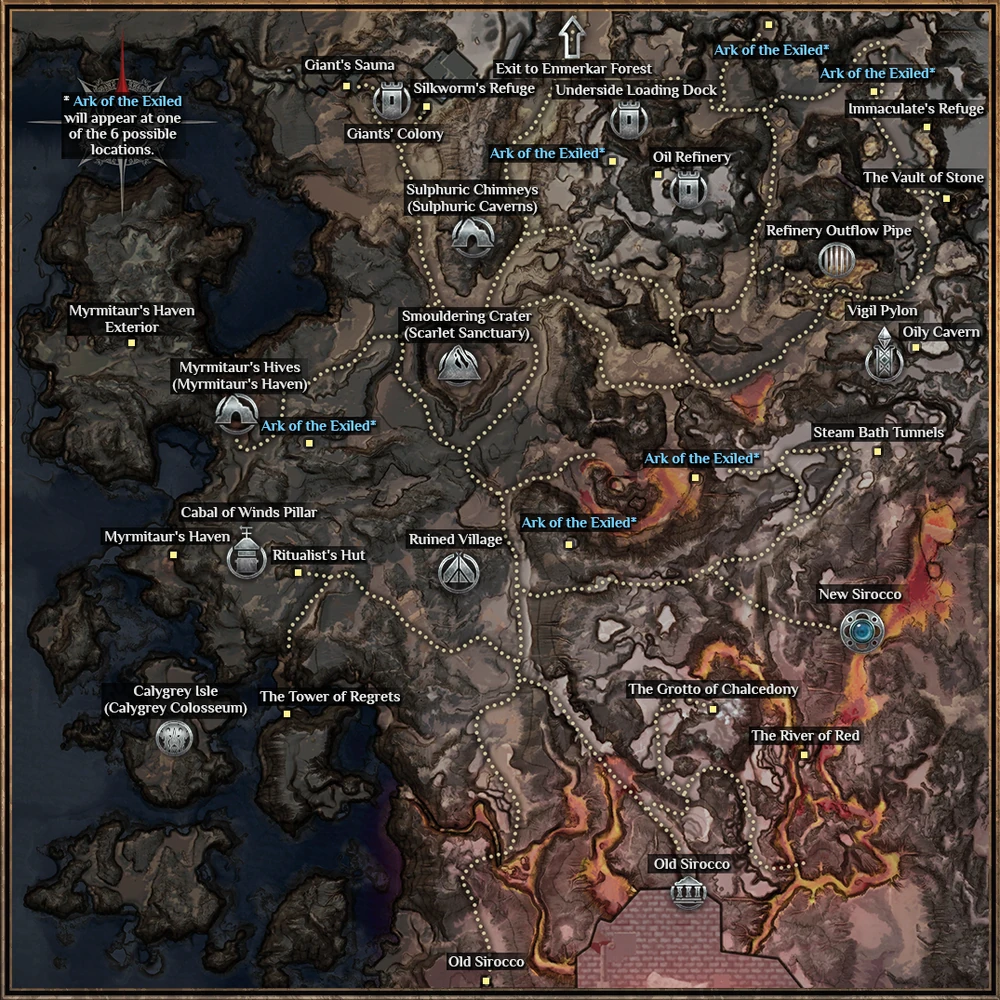 Exit to Enmerkar Forest
Ark of the Exiled*
Giant's Sauna
Ark of the Exiled*
Silkworm's Refuge
Underside Loading Dock
* Ark of the Exiled
will appear at one
of the 6 possible
locations.
Immaculate's Refuge
Giants' Colony
Ark of the Exiled*
Oil Refinery
The Vault of Stone
Sulphuric Chimneys
(Sulphuric Caverns)
Refinery Outflow Pipe
Myrmitaur's Haven
Exterior
Vigil Pylon
Smouldering Crater
(Scarlet Sanctuary)
Oily Cavern
Myrmitaur's Hives
(Myrmitaur's Haven)
Ark of the Exiled*
Steam Bath Tunnels
Ark of the Exiled*
Cabal of Winds Pillar
Ark of the Exiled*
Myrmitaur's Haven
Ruined Village
Ritualist's Hut
New Sirocco
Calygrey Isle
(Calygrey Colosseum)
The Tower of Regrets
The Grotto of Chalcedony
The River of Red
Old Sirocco
Old Sirocco